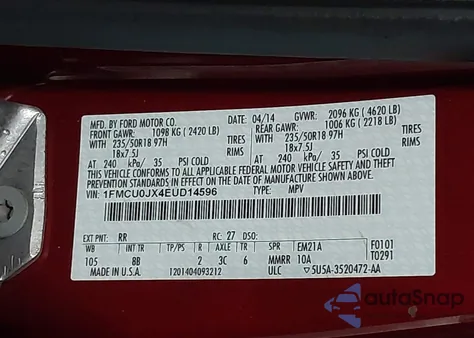 MFD. BY FORD MOTOR CO. 04/14 GVWR: 2096 KG ( 4620 LB)
FRONT GAWR: 1098 KG ( 2420 LB) REAR GAWR: 1006 KG ( 2218 LB)
WITH 235/50R18 97H TIRES WITH 235/50R18 97H TIRES
18x7.5J RIMS 18x7.5J RIMS
AT 240 kPa/ 35 PSI COLD AT 240 kPa/ 35 PSI COLD
THIS VEHICLE CONFORMS TO ALL APPLICABLE FEDERAL MOTOR VEHICLE SAFETY
AND THEFT PREVENTION STANDARDS IN EFFECT ON THE DATE OF MANUFACTURE SHOWN ABOVE.
VIN: 1FMCU0JX4EUD14596 TYPE: MPV
EXT PNT: RR RC: 27 DSO: F0101
WB INT TR TP/PS R AXLE TR SPR EM21A T0291
105 8B 2 3C 6 MMRR 10A
MADE IN U.S.A. 1201404093212 ULC 5U5A-3520472-AA
autoSnap